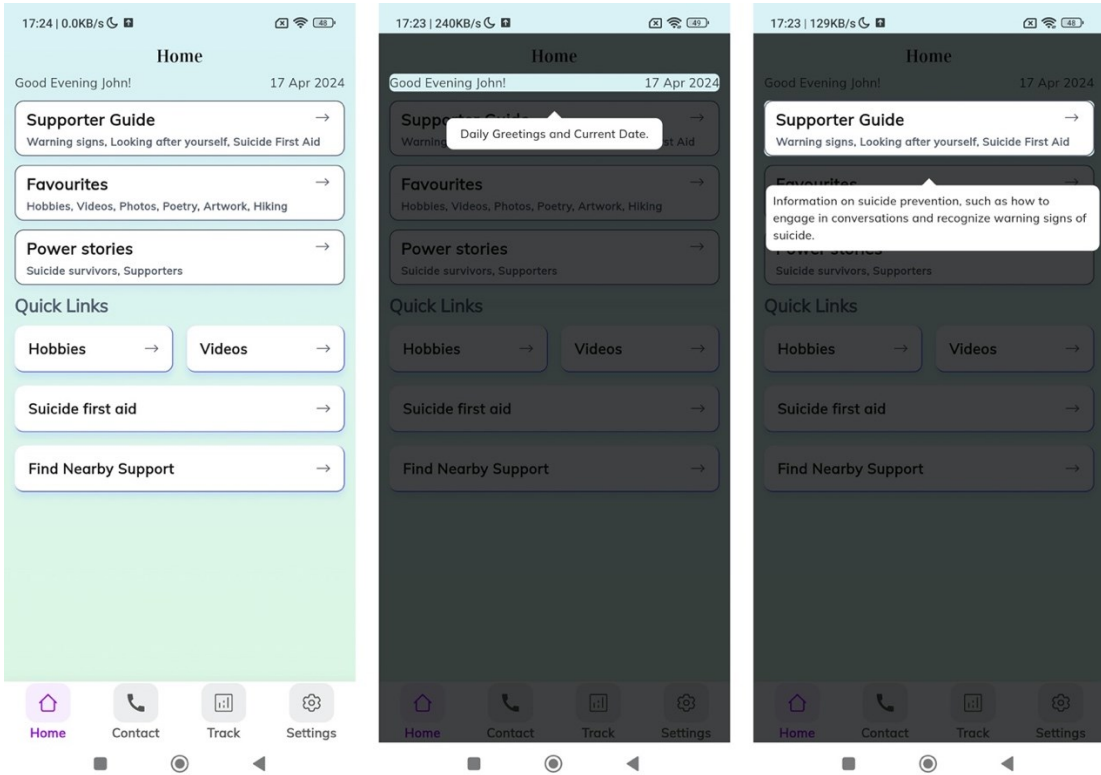 17:24 | 0.0KB/s
48
Home
Good Evening John!
17 Apr 2024
Supporter Guide
Warning signs, Looking after yourself, Suicide First Aid
Favourites
Hobbies, Videos, Photos, Poetry, Artwork, Hiking
Power stories
Suicide survivors, Supporters
Quick Links
Hobbies
Videos
Suicide first aid
Find Nearby Support
Home
Contact
Track
Settings
17:23 | 240KB/s
49
Home
Good Evening John!
17 Apr 2024
Daily Greetings and Current Date.
Warning
st Aid
Favourites
Hobbies, Videos, Photos, Poetry, Artwork, Hiking
Power stories
Suicide survivors, Supporters
Quick Links
Hobbies
Videos
Suicide first aid
Find Nearby Support
Home
Contact
Track
Settings
17:23 | 129KB/s
48
Home
Good Evening John!
17 Apr 2024
Supporter Guide
Warning signs, Looking after yourself, Suicide First Aid
Information on suicide prevention, such as how to
engage in conversations and recognize warning signs of
suicide.
Suicide survivors, Supporters
Quick Links
Hobbies
Videos
Suicide first aid
Find Nearby Support
Home
Contact
Track
Settings